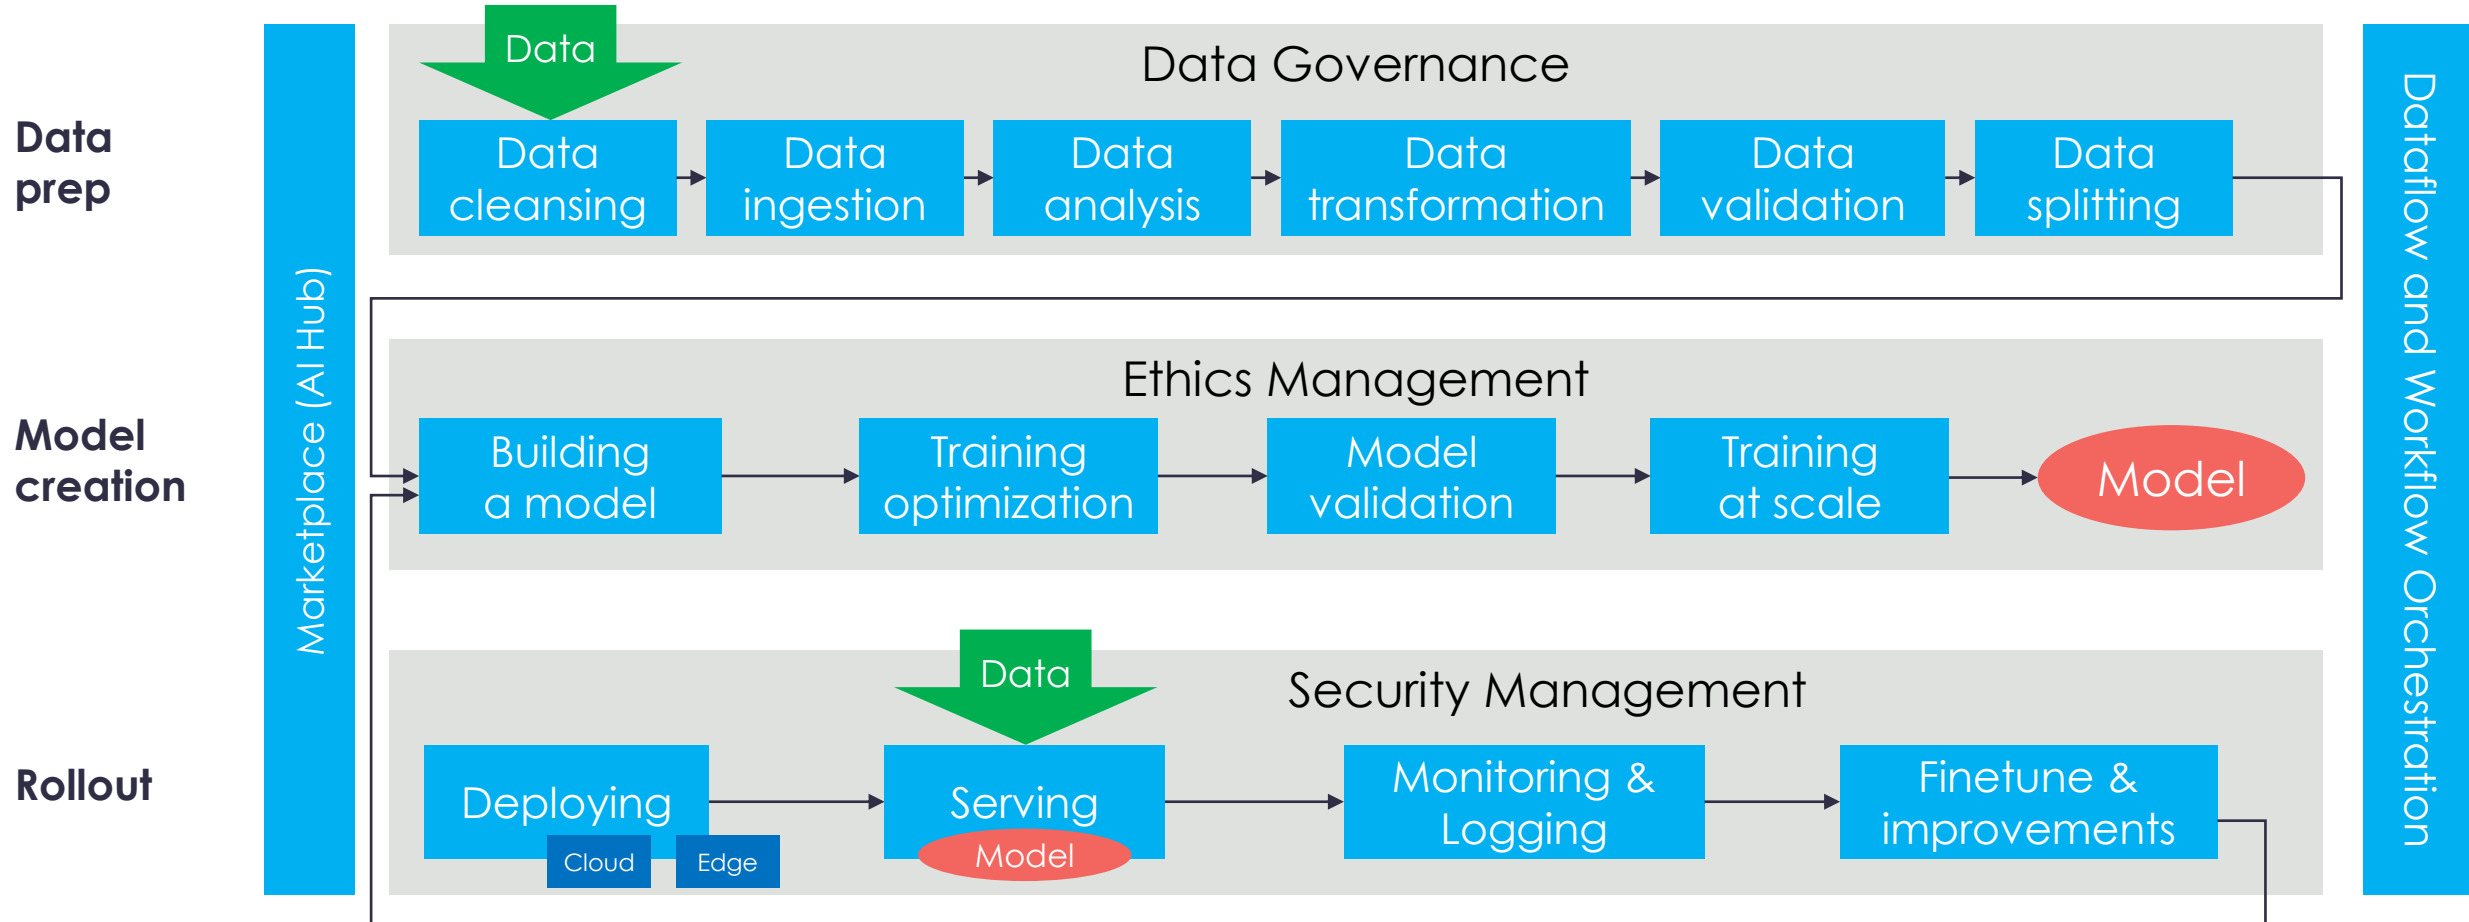 Data
prep
Model
creation
Rollout
Marketplace (AI Hub)
Data
Data Governance
Data
cleansing
Data
ingestion
Data
analysis
Data
transformation
Data
validation
Data
splitting
Ethics Management
Building
a model
Training
optimization
Model
validation
Training
at scale
Model
Data
Security Management
Deploying
Cloud
Edge
Serving
Model
Monitoring &
Logging
Finetune &
improvements
Dataflow and Workflow Orchestration